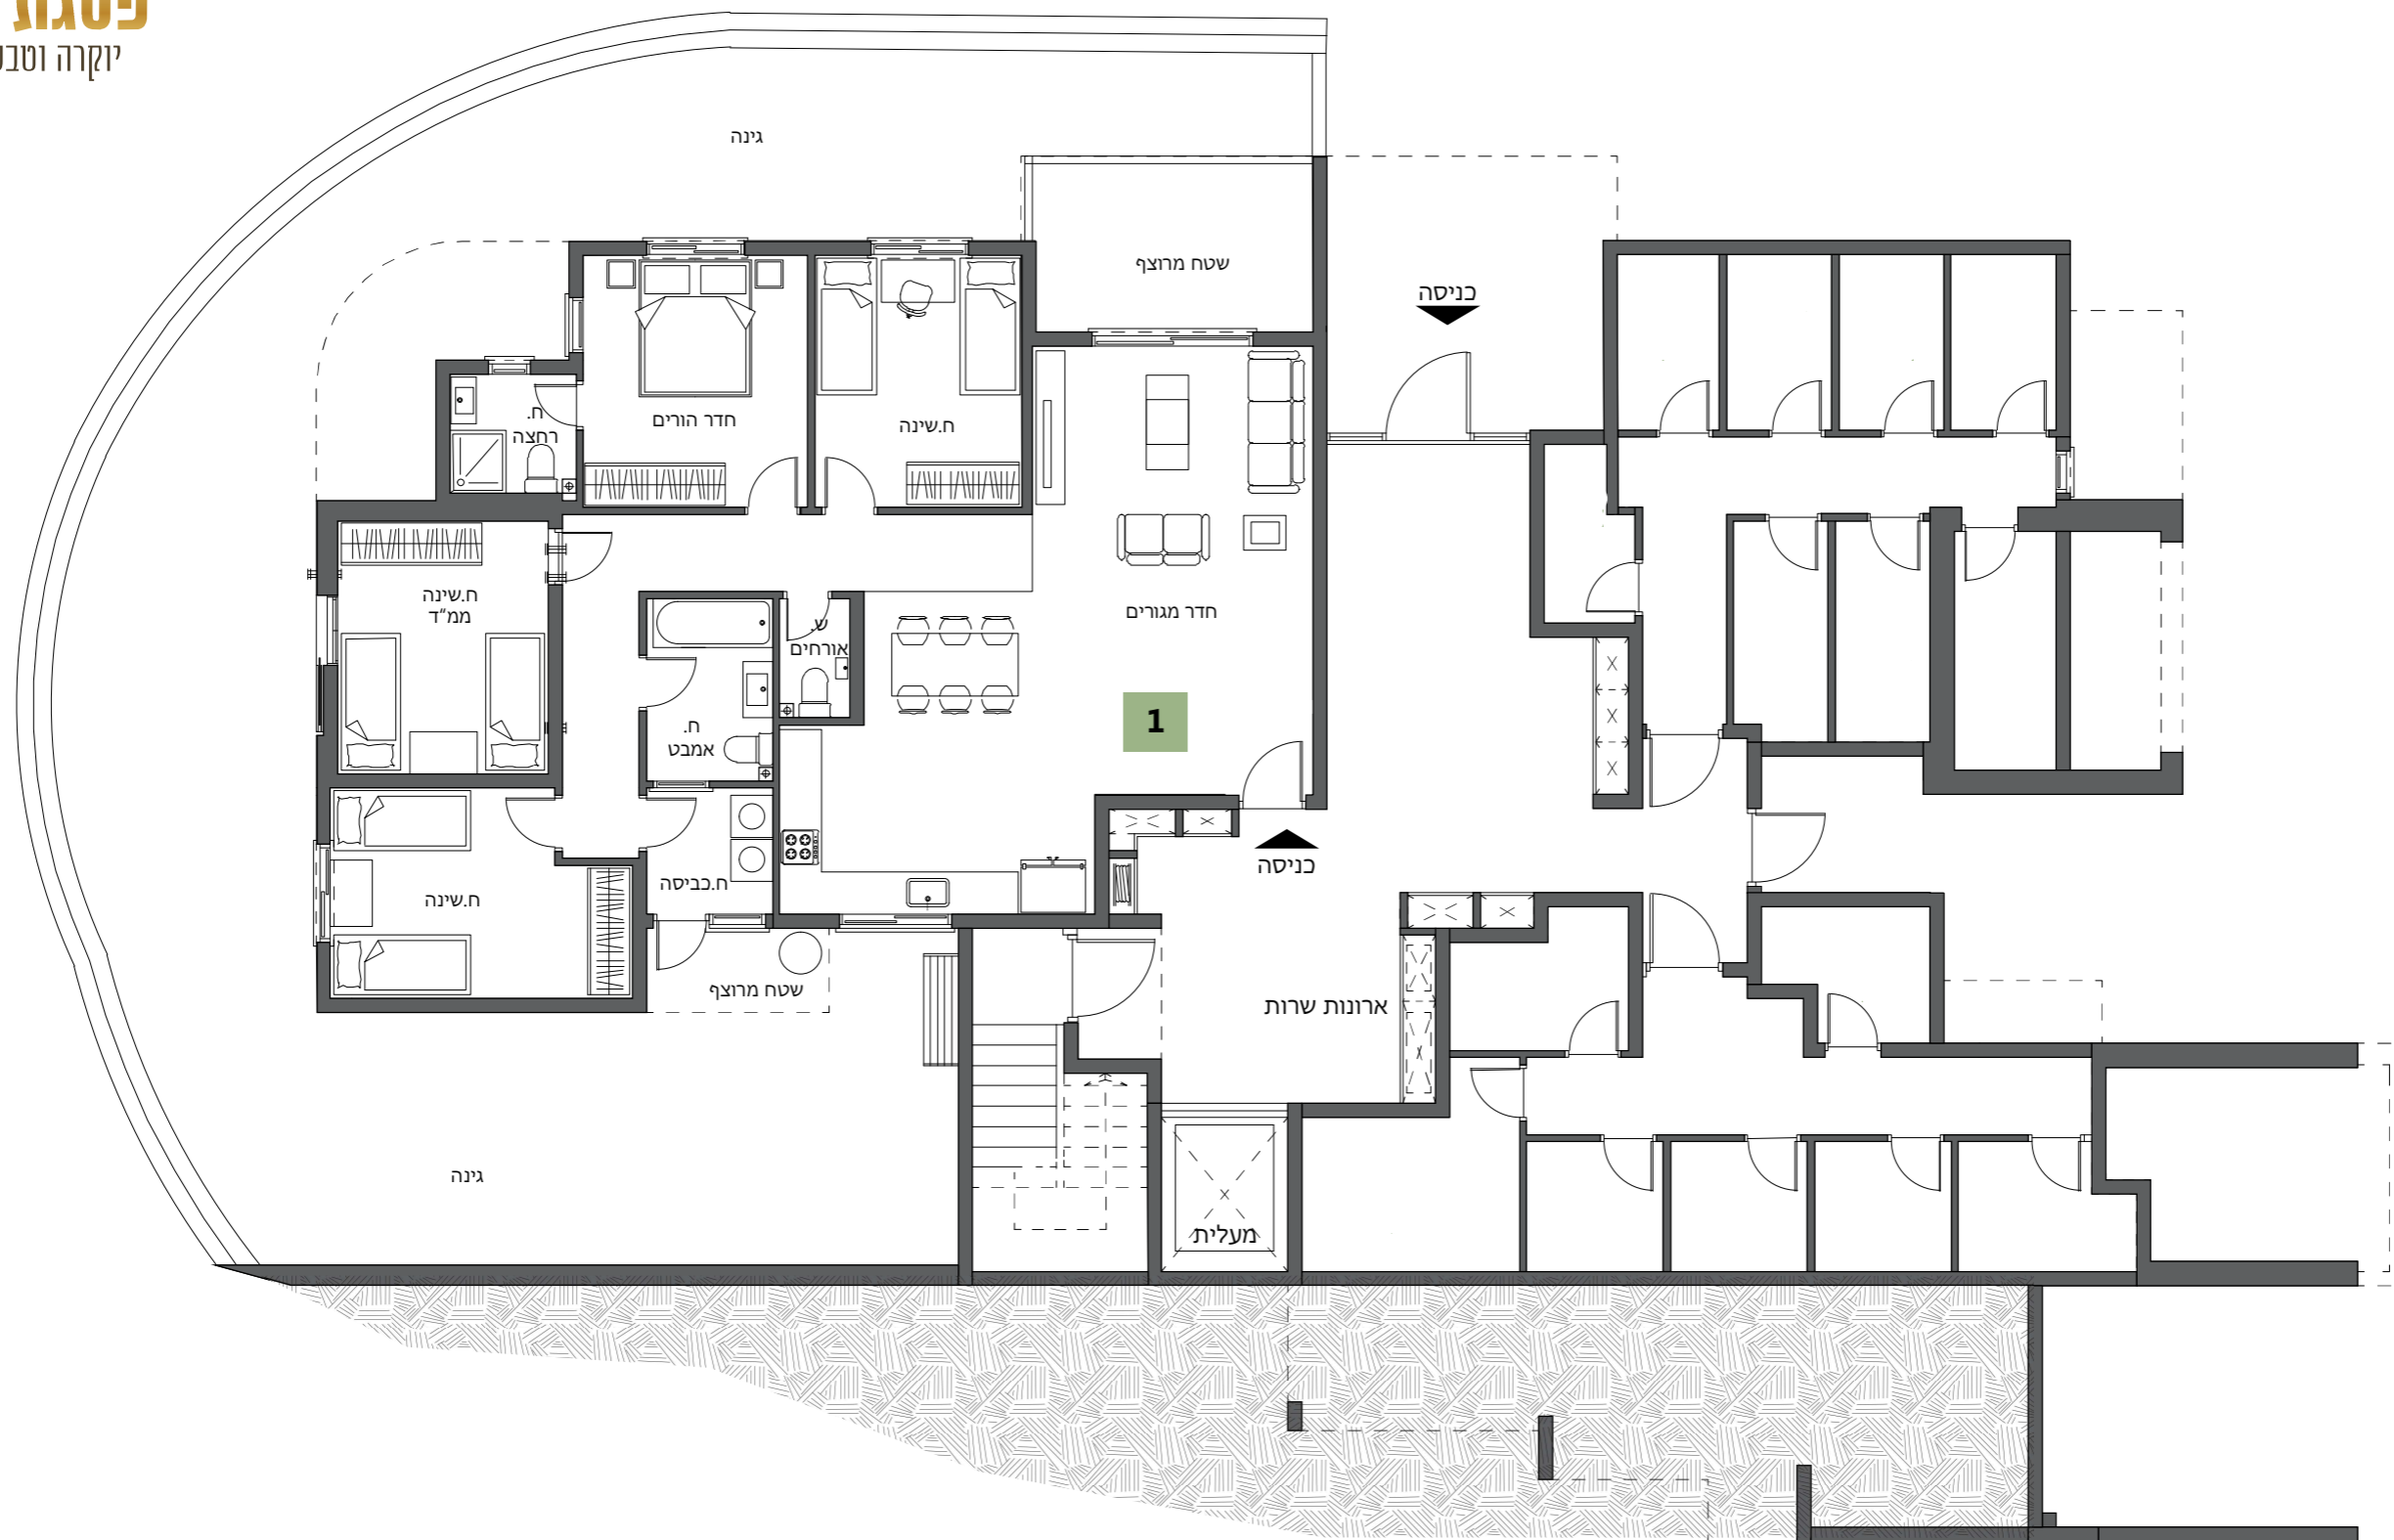 פסגת
יוקרה
גינה
שטח מרוצף
כניסה
ח.
רחצה
חדר הורים
ח.שינה
ח.שינה
ממ״ד
חדר מגורים
ש.
אורחים
1
ח.
אמבט
כניסה
ח.כביסה
ח.שינה
שטח מרוצף
ארונות שרות
גינה
מעלית